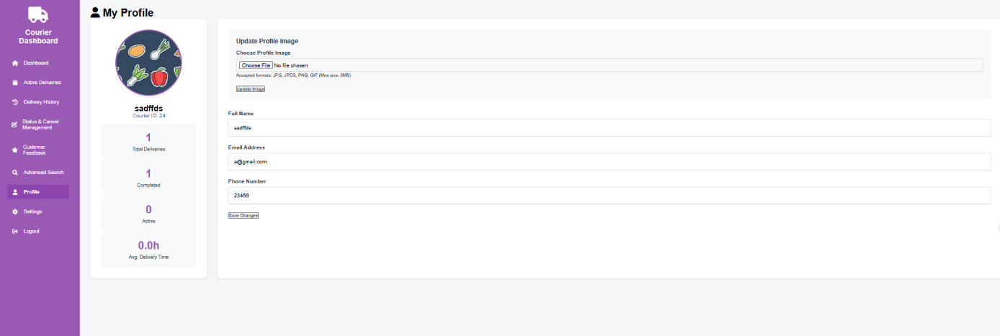 Courier
Dashboard
Dashboard
Active Deliveries
Delivery History
Status & Cancel
Management
Customer
Feedback
Advanced Search
Profile
Settings
Logout
My Profile
sadffds
Courier ID: 24
1
Total Deliveries
1
Completed
0
Active
0.0h
Avg. Delivery Time
Update Profile Image
Choose Profile Image
Choose File No file chosen
Accepted formats: JPG, JPEG, PNG, GIF (Max size: 5MB)
Update Image
Full Name
sadffds
Email Address
a@gmail.com
Phone Number
23456
Save Changes